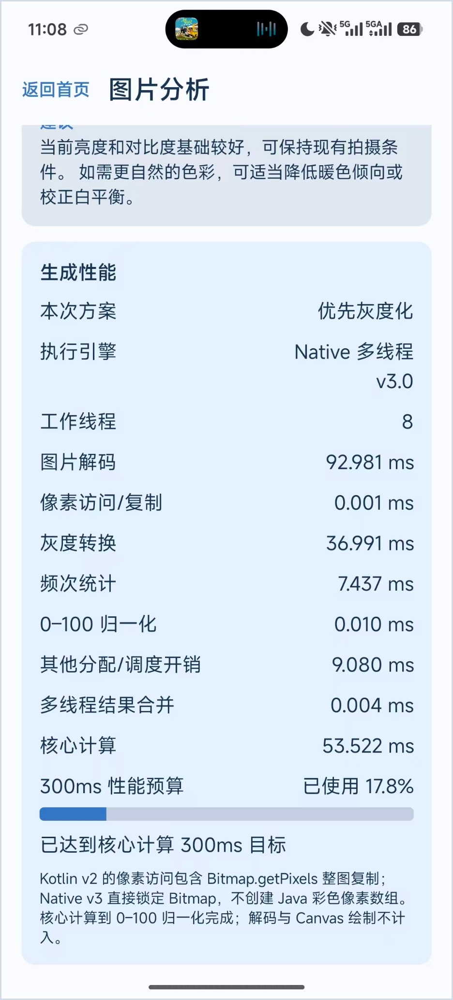 11:08
5G
5GA
86
返回首页 图片分析
建议
当前亮度和对比度基础较好，可保持现有拍摄条
件。 如需更自然的色彩，可适当降低暖色倾向或
校正白平衡。
生成性能
本次方案 优先灰度化
执行引擎 Native 多线程
v3.0
工作线程 8
图片解码 92.981 ms
像素访问/复制 0.001 ms
灰度转换 36.991 ms
频次统计 7.437 ms
0–100 归一化 0.010 ms
其他分配/调度开销 9.080 ms
多线程结果合并 0.004 ms
核心计算 53.522 ms
300ms 性能预算 已使用 17.8%
已达到核心计算 300ms 目标
Kotlin v2 的像素访问包含 Bitmap.getPixels 整图复制；
Native v3 直接锁定 Bitmap，不创建 Java 彩色像素数组。
核心计算到 0–100 归一化完成；解码与 Canvas 绘制不计
入。